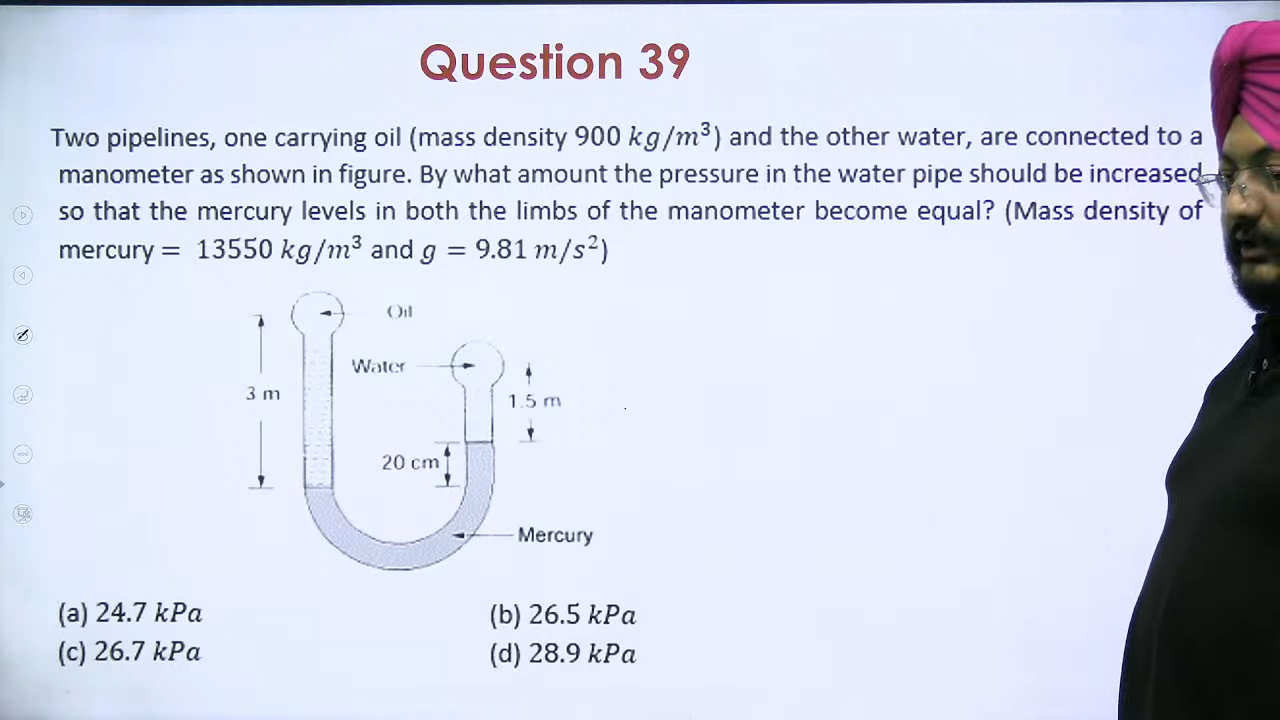 Question 39
Two pipelines, one carrying oil (mass density 900 kg/m³) and the other water, are connected to a
manometer as shown in figure. By what amount the pressure in the water pipe should be increased
so that the mercury levels in both the limbs of the manometer become equal? (Mass density of
mercury = 13550 kg/m³ and g = 9.81 m/s²)
Oil
Water
3 m
1.5 m
20 cm
Mercury
(a) 24.7 kPa
(b) 26.5 kPa
(c) 26.7 kPa
(d) 28.9 kPa